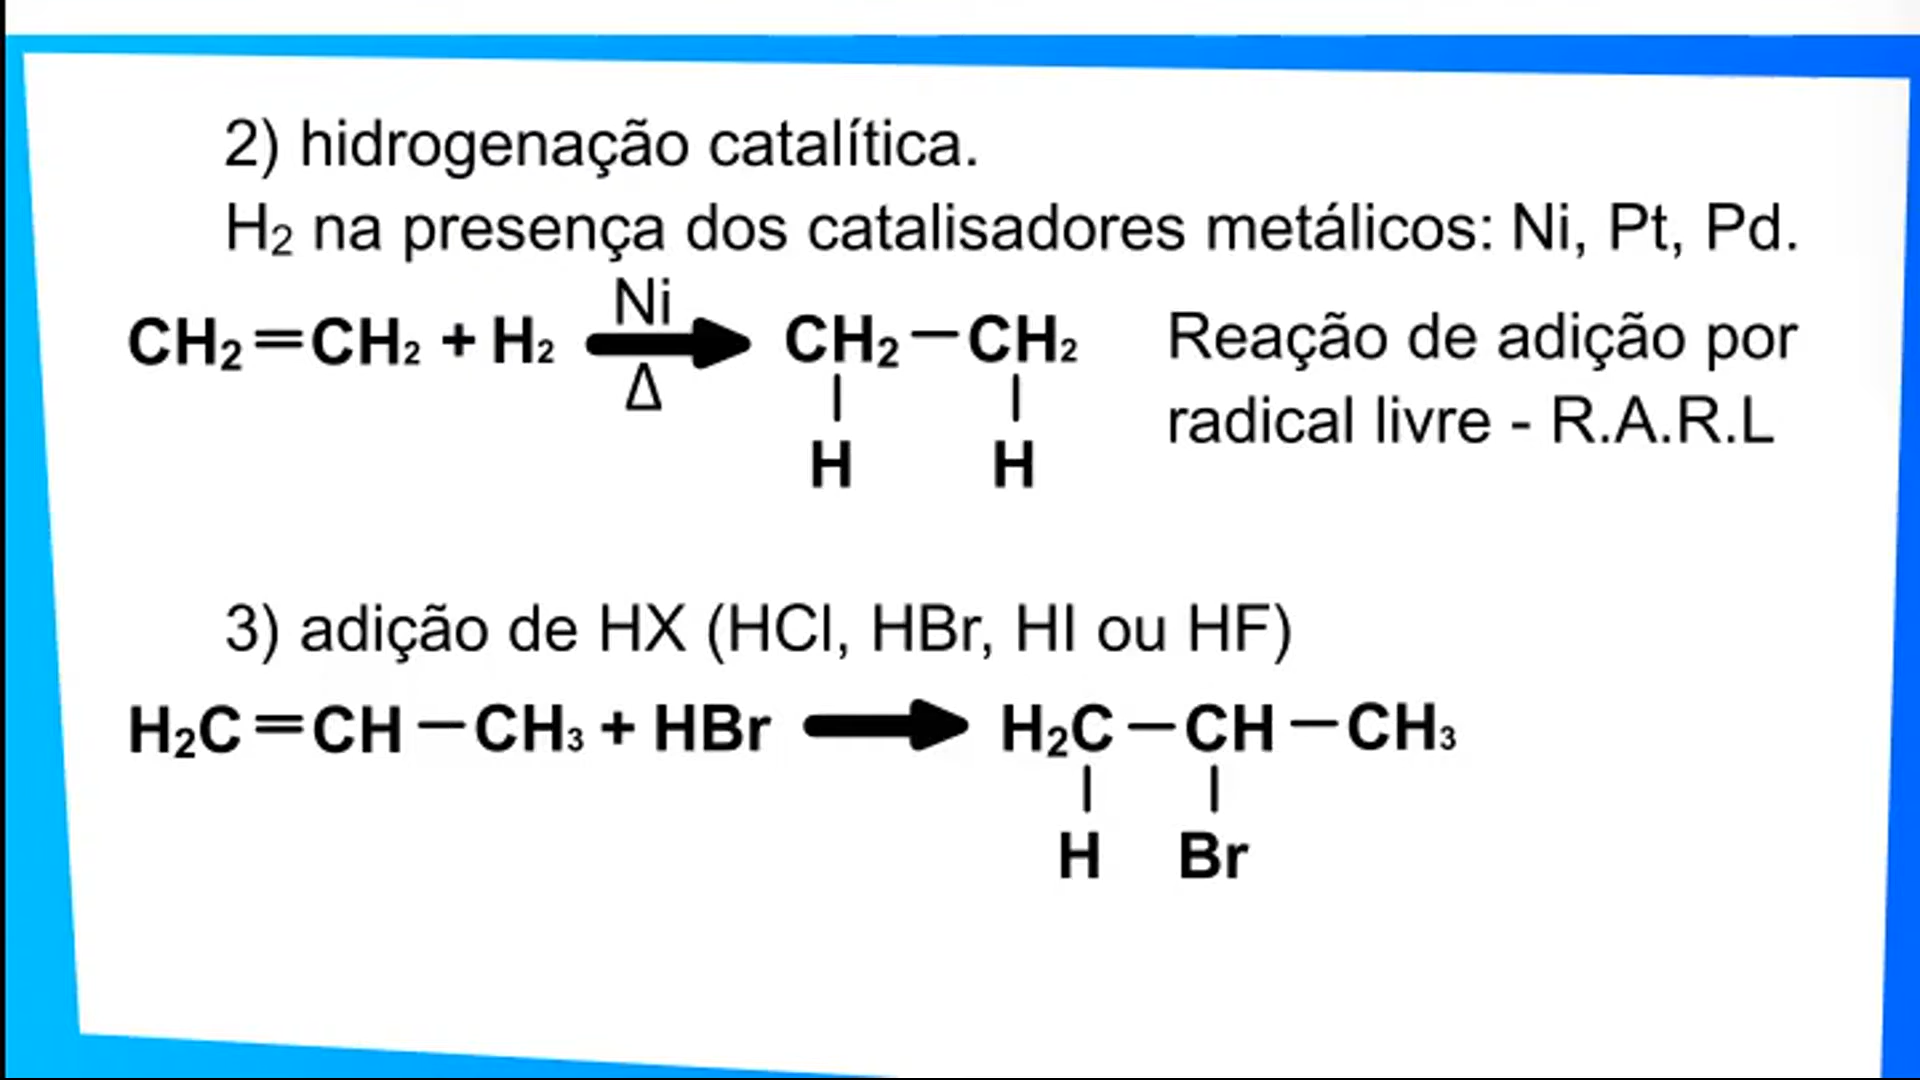 2) hidrogenação catalítica.
H₂ na presença dos catalisadores metálicos: Ni, Pt, Pd.
Ni
CH₂=CH₂ + H₂ → CH₂—CH₂
Δ
H H
Reação de adição por
radical livre - R.A.R.L
3) adição de HX (HCl, HBr, HI ou HF)
H₂C=CH—CH₃ + HBr → H₂C—CH—CH₃
H Br